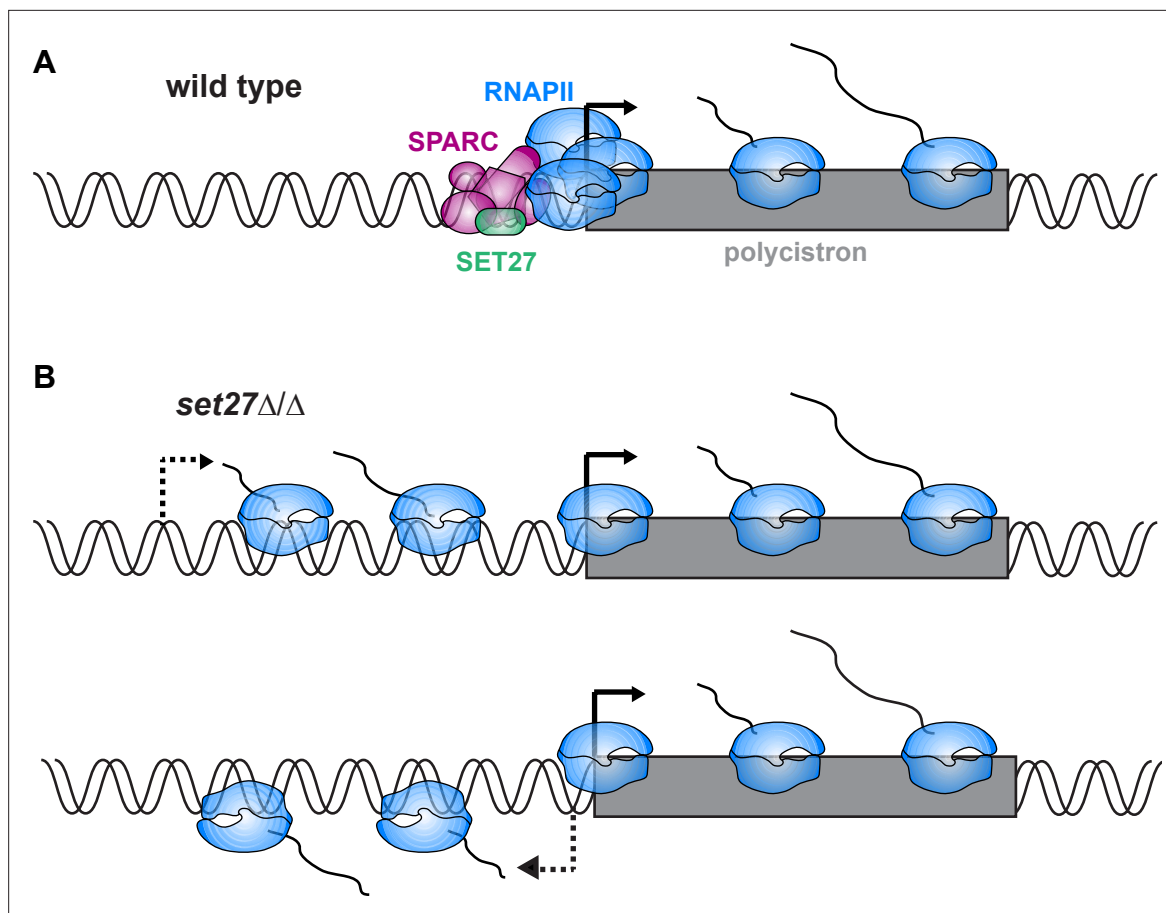 A
wild type
RNAPII
SPARC
SET27
polycistron
B
set27Δ/Δ